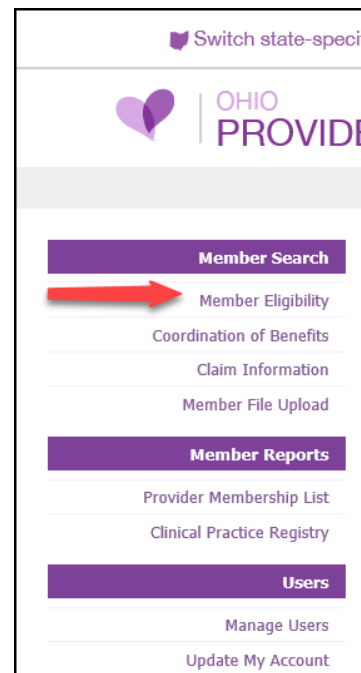 Switch state-speci
OHIO
PROVIDE
Member Search
Member Eligibility
Coordination of Benefits
Claim Information
Member File Upload
Member Reports
Provider Membership List
Clinical Practice Registry
Users
Manage Users
Update My Account